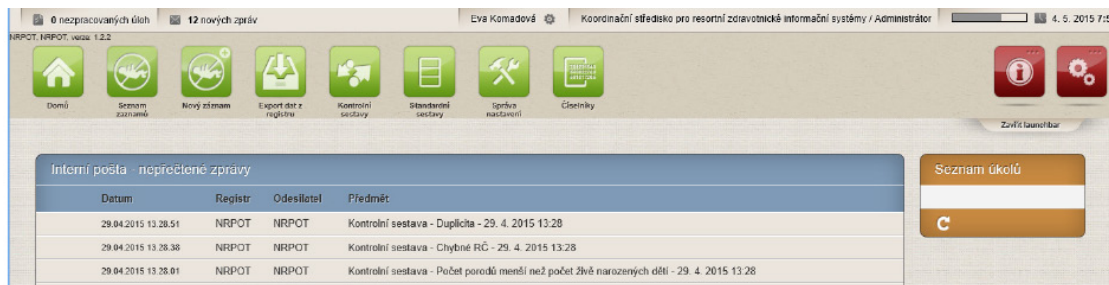 0 nezpracovaných úloh 12 nových zpráv Eva Komadová Koordinační středisko pro resortní zdravotnické informační systémy / Administrátor 4. 5. 2015 7:5
NRPOT, NRPOT, verze: 1.2.2
Domů Seznam záznamů Nový záznam Export dat z registru Kontrolní sestavy Standardní sestavy Správa nastavení Číselníky
Zavřít launchbar
Interní pošta - nepřečtené zprávy Seznam úkolů
Datum Registr Odesílatel Předmět
29.04.2015 13.28.51 NRPOT NRPOT Kontrolní sestava - Duplicita - 29. 4. 2015 13:28
29.04.2015 13.28.38 NRPOT NRPOT Kontrolní sestava - Chybné RČ - 29. 4. 2015 13:28
29.04.2015 13.28.01 NRPOT NRPOT Kontrolní sestava - Počet porodů menší než počet živě narozených dětí - 29. 4. 2015 13:28